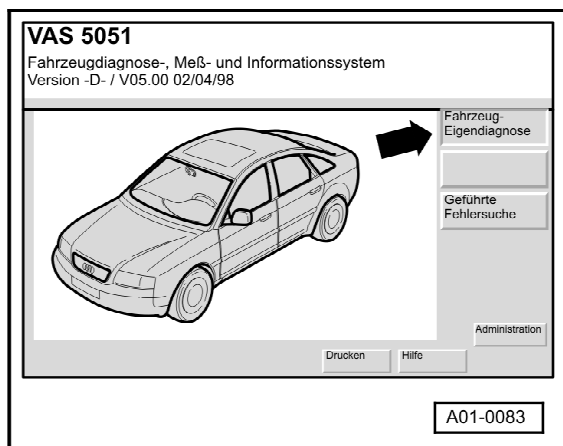 VAS 5051
Fahrzeugdiagnose-, Meß- und Informationssystem
Version -D- / V05.00 02/04/98
Fahrzeug-
Eigendiagnose
Geführte
Fehlersuche
Administration
Drucken
Hilfe
A01-0083